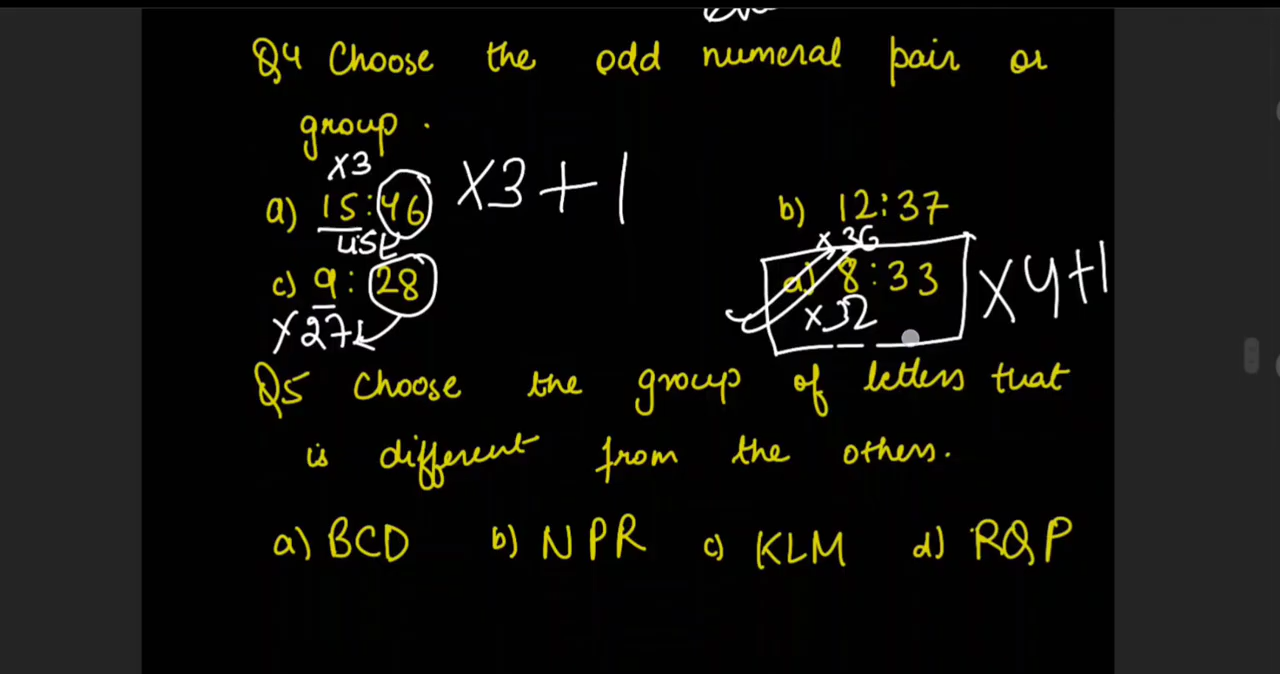 Q4 Choose the odd numeral pair or
group.
X3
a) 15:46 X3+1
b) 12:37
45
X 36
c) 9:28
a) 8:33 X4+1
X27
X32
Q5 Choose the group of letters that
is different from the others.
a) BCD b) NPR c) KLM d) RQP